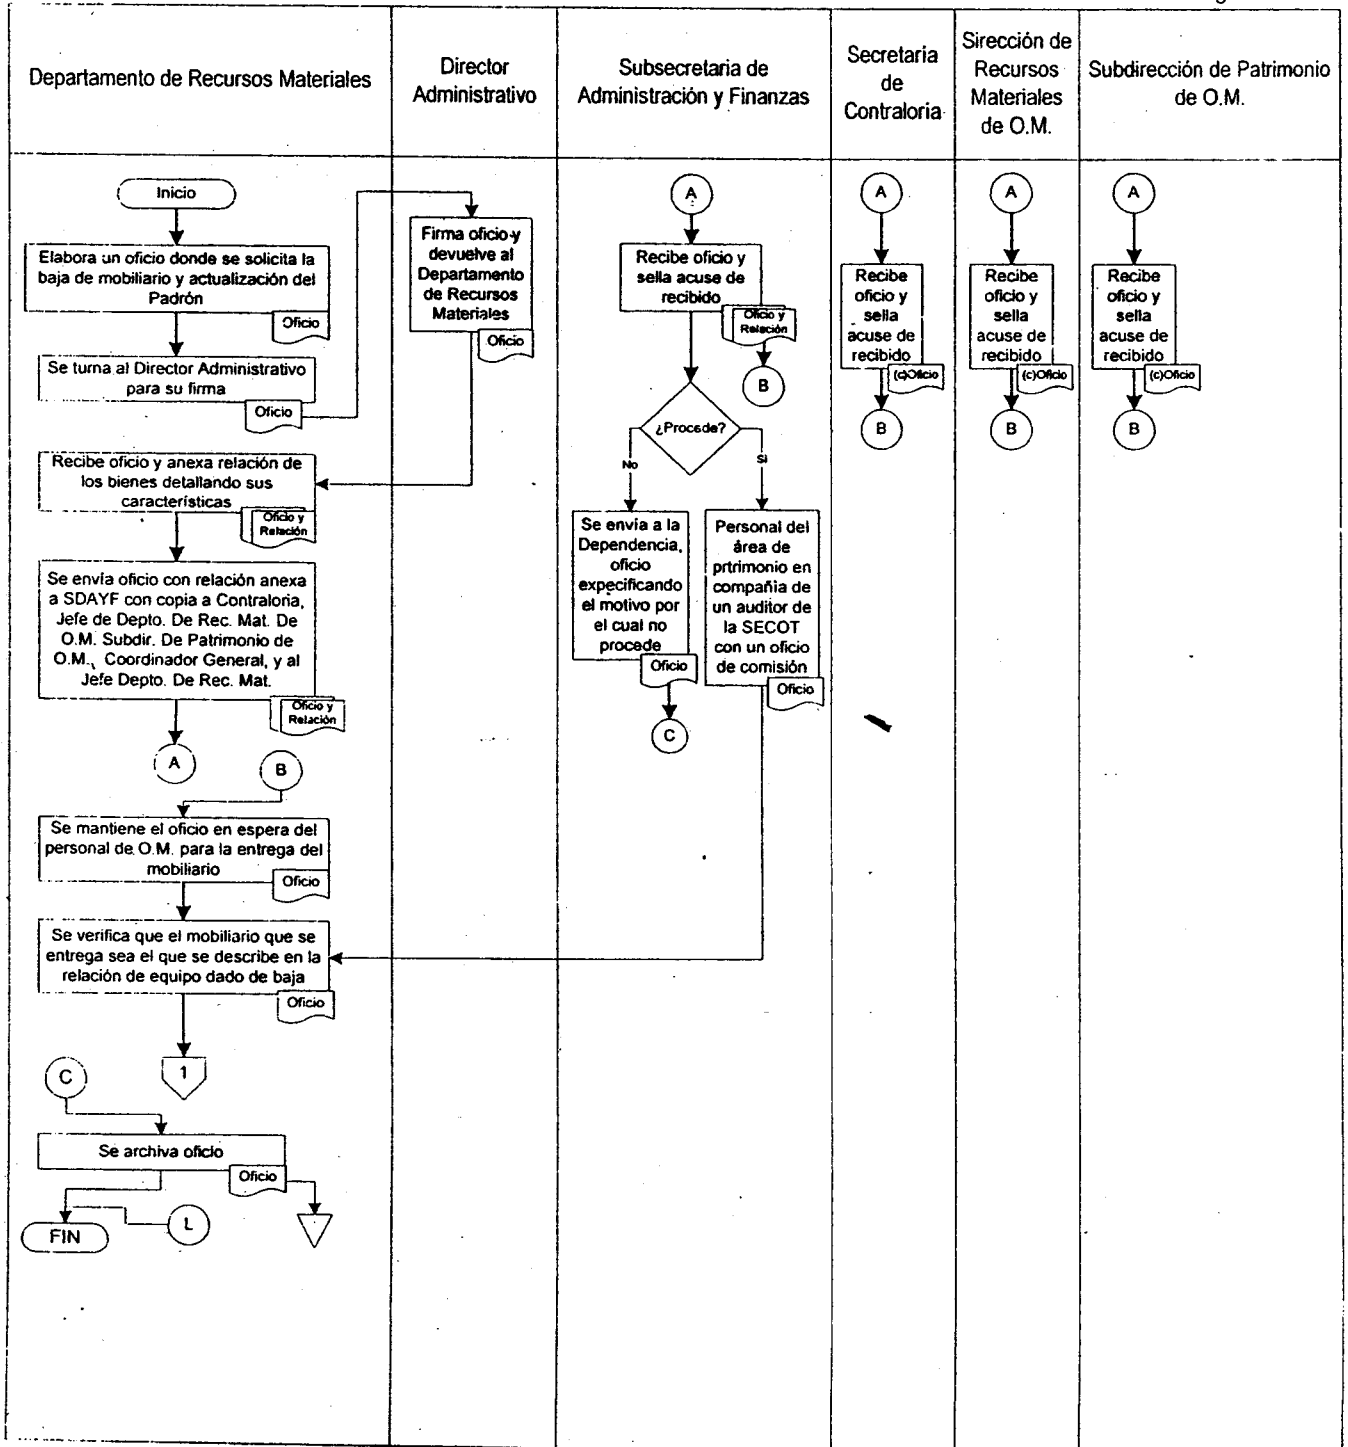 Departamento de Recursos Materiales
Director
Administrativo
Subsecretaria de
Administración y Finanzas
Secretaria
de
Contraloria
Sirección de
Recursos
Materiales
de O.M.
Subdirección de Patrimonio
de O.M.
Inicio
Elabora un oficio donde se solicita la
baja de mobiliario y actualización del
Padrón
Oficio
Se turna al Director Administrativo
para su firma
Oficio
Recibe oficio y anexa relación de
los bienes detallando sus
características
Oficio y
Relación
Se envía oficio con relación anexa
a SDAYF con copia a Contraloria,
Jefe de Depto. De Rec. Mat. De
O.M. Subdir. De Patrimonio de
O.M., Coordinador General, y al
Jefe Depto. De Rec. Mat.
Oficio y
Relación
A
B
Se mantiene el oficio en espera del
personal de O.M. para la entrega del
mobiliario
Oficio
Se verifica que el mobiliario que se
entrega sea el que se describe en la
relación de equipo dado de baja
Oficio
1
C
Se archiva oficio
Oficio
L
FIN
Firma oficio y
devuelve al
Departamento
de Recursos
Materiales
Oficio
A
Recibe oficio y
sella acuse de
recibido
Oficio y
Relación
B
¿Procede?
No
Si
Se envía a la
Dependencia,
oficio
expecificando
el motivo por
el cual no
procede
Oficio
C
Personal del
área de
prtrimonio en
compañia de
un auditor de
la SECOT
con un oficio
de comisión
Oficio
A
Recibe
oficio y
sella
acuse de
recibido
(c)Oficio
B
A
Recibe
oficio y
sella
acuse de
recibido
(c)Oficio
B
A
Recibe
oficio y
sella
acuse de
recibido
(c)Oficio
B